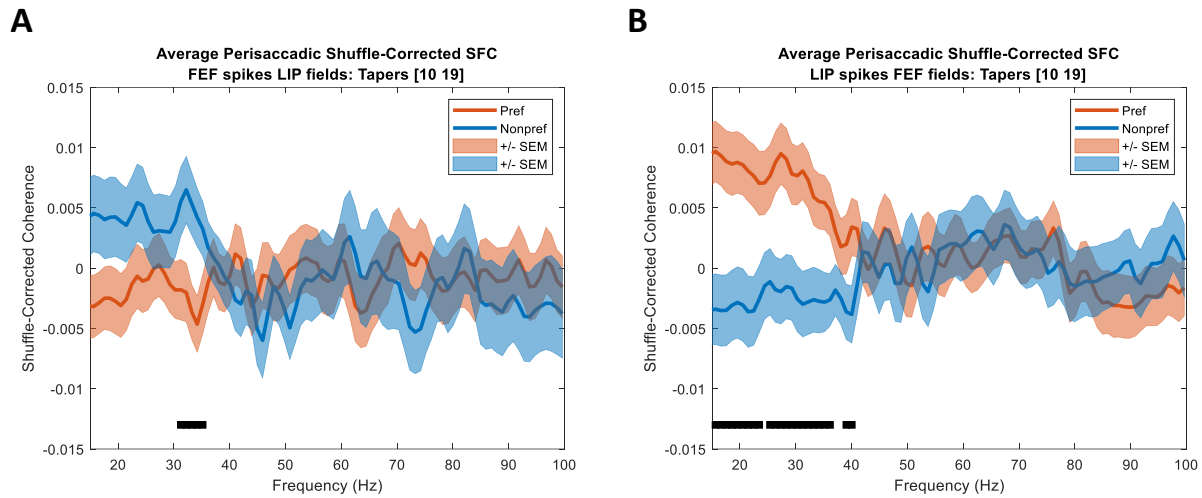 A
Average Perisaccadic Shuffle-Corrected SFC
FEF spikes LIP fields: Tapers [10 19]
0.015
0.01
0.005
0
-0.005
-0.01
-0.015
Shuffle-Corrected Coherence
20 30 40 50 60 70 80 90 100
Frequency (Hz)
Pref
Nonpref
+/- SEM
+/- SEM
B
Average Perisaccadic Shuffle-Corrected SFC
LIP spikes FEF fields: Tapers [10 19]
0.015
0.01
0.005
0
-0.005
-0.01
-0.015
Shuffle-Corrected Coherence
20 30 40 50 60 70 80 90 100
Frequency (Hz)
Pref
Nonpref
+/- SEM
+/- SEM